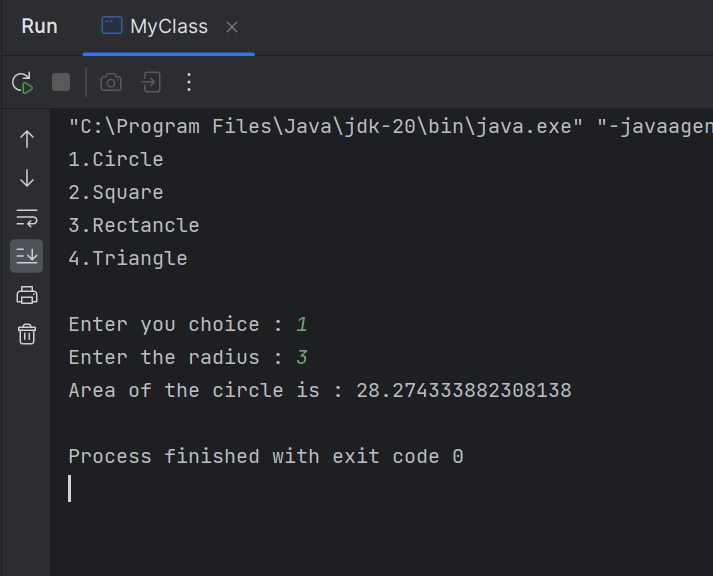 Run MyClass
"C:\Program Files\Java\jdk-20\bin\java.exe" "-javaagen
1.Circle
2.Square
3.Rectancle
4.Triangle
Enter you choice : 1
Enter the radius : 3
Area of the circle is : 28.274333882308138
Process finished with exit code 0